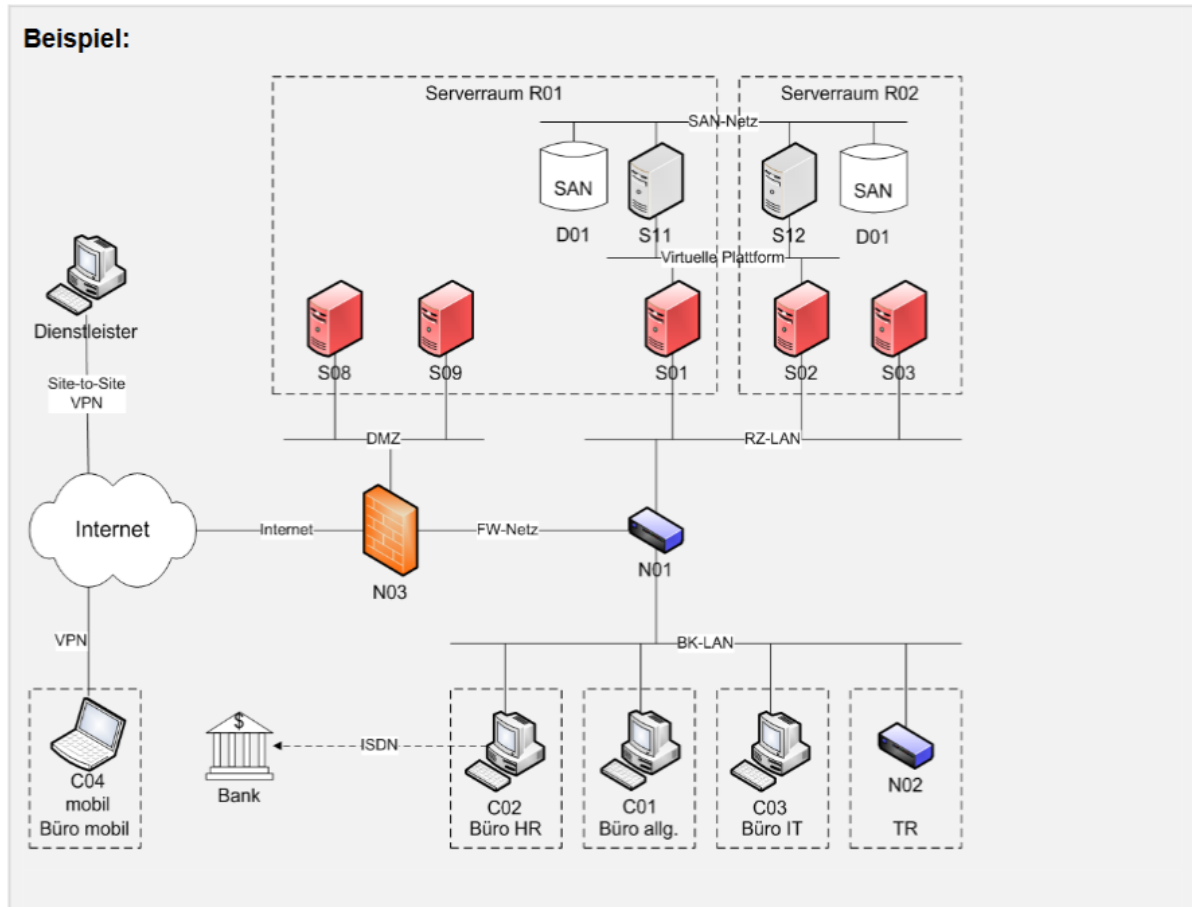 Beispiel:
Serverraum R01
Serverraum R02
SAN-Netz
SAN
SAN
D01
S11
S12
D01
Virtuelle Plattform
Dienstleister
S08
S09
S01
S02
S03
Site-to-Site
VPN
DMZ
RZ-LAN
Internet
Internet
FW-Netz
N01
N03
VPN
BK-LAN
$
ISDN
C04
mobil
Büro mobil
Bank
C02
Büro HR
C01
Büro allg.
C03
Büro IT
N02
TR